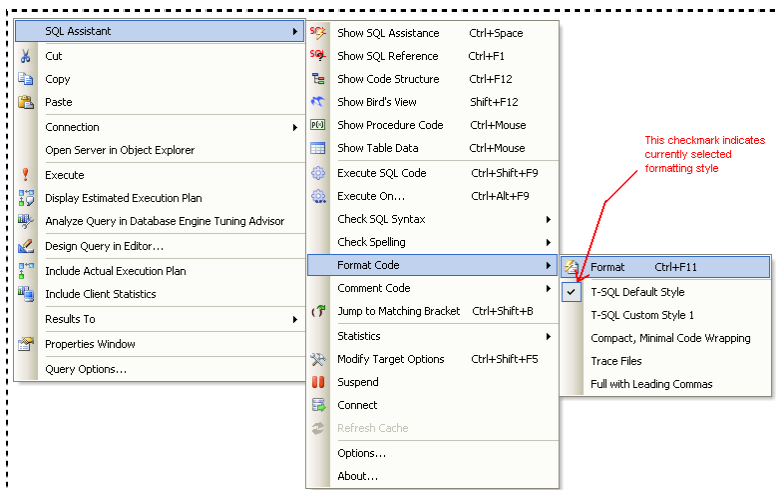 SQL Assistant
Cut
Copy
Paste
Connection
Open Server in Object Explorer
Execute
Display Estimated Execution Plan
Analyze Query in Database Engine Tuning Advisor
Design Query in Editor...
Include Actual Execution Plan
Include Client Statistics
Results To
Properties Window
Query Options...
Show SQL Assistance Ctrl+Space
Show SQL Reference Ctrl+F1
Show Code Structure Ctrl+F12
Show Bird's View Shift+F12
Show Procedure Code Ctrl+Mouse
Show Table Data Ctrl+Mouse
Execute SQL Code Ctrl+Shift+F9
Execute On... Ctrl+Alt+F9
Check SQL Syntax
Check Spelling
Format Code
Comment Code
Jump to Matching Bracket Ctrl+Shift+B
Statistics
Modify Target Options Ctrl+Shift+F5
Suspend
Connect
Refresh Cache
Options...
About...
This checkmark indicates
currently selected
formatting style
Format Ctrl+F11
T-SQL Default Style
T-SQL Custom Style 1
Compact, Minimal Code Wrapping
Trace Files
Full with Leading Commas